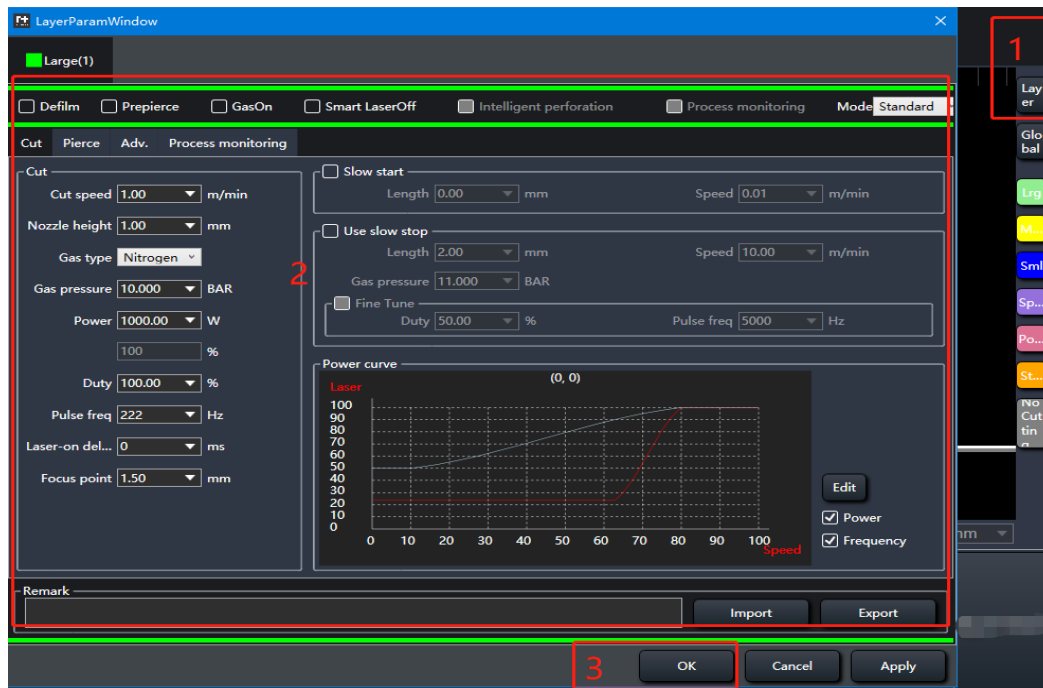 LayerParamWindow
Large(1)
1
Lay
er
Defilm Prepierce GasOn Smart LaserOff Intelligent perforation Process monitoring Mode Standard
Glo
bal
Cut Pierce Adv. Process monitoring
Cut
Cut speed 1.00 m/min
Nozzle height 1.00 mm
Gas type Nitrogen
Gas pressure 10.000 BAR
Power 1000.00 W
100 %
Duty 100.00 %
Pulse freq 222 Hz
Laser-on del... 0 ms
Focus point 1.50 mm
2
Slow start
Length 0.00 mm Speed 0.01 m/min
Use slow stop
Length 2.00 mm Speed 10.00 m/min
Gas pressure 11.000 BAR
Fine Tune
Duty 50.00 % Pulse freq 5000 Hz
Power curve
(0, 0)
Laser
100
90
80
70
60
50
40
30
20
10
0
0 10 20 30 40 50 60 70 80 90 100
Speed
Edit
Power
Frequency
Lrg
M...
Sml
Sp...
Po...
St...
No
Cut
tin
mm
Remark
Import Export
3
OK Cancel Apply